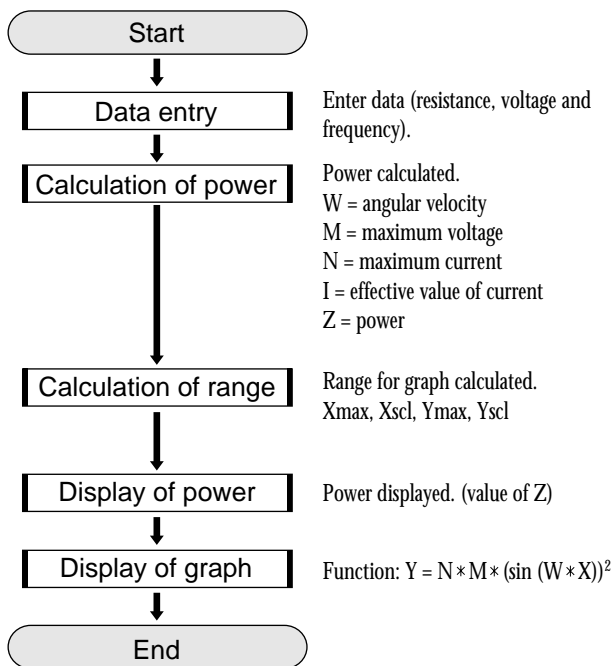 Start
Data entry
Enter data (resistance, voltage and
frequency).
Calculation of power
Power calculated.
W = angular velocity
M = maximum voltage
N = maximum current
I = effective value of current
Z = power
Calculation of range
Range for graph calculated.
Xmax, Xscl, Ymax, Yscl
Display of power
Power displayed. (value of Z)
Display of graph
Function: Y = N * M * (sin (W * X))²
End